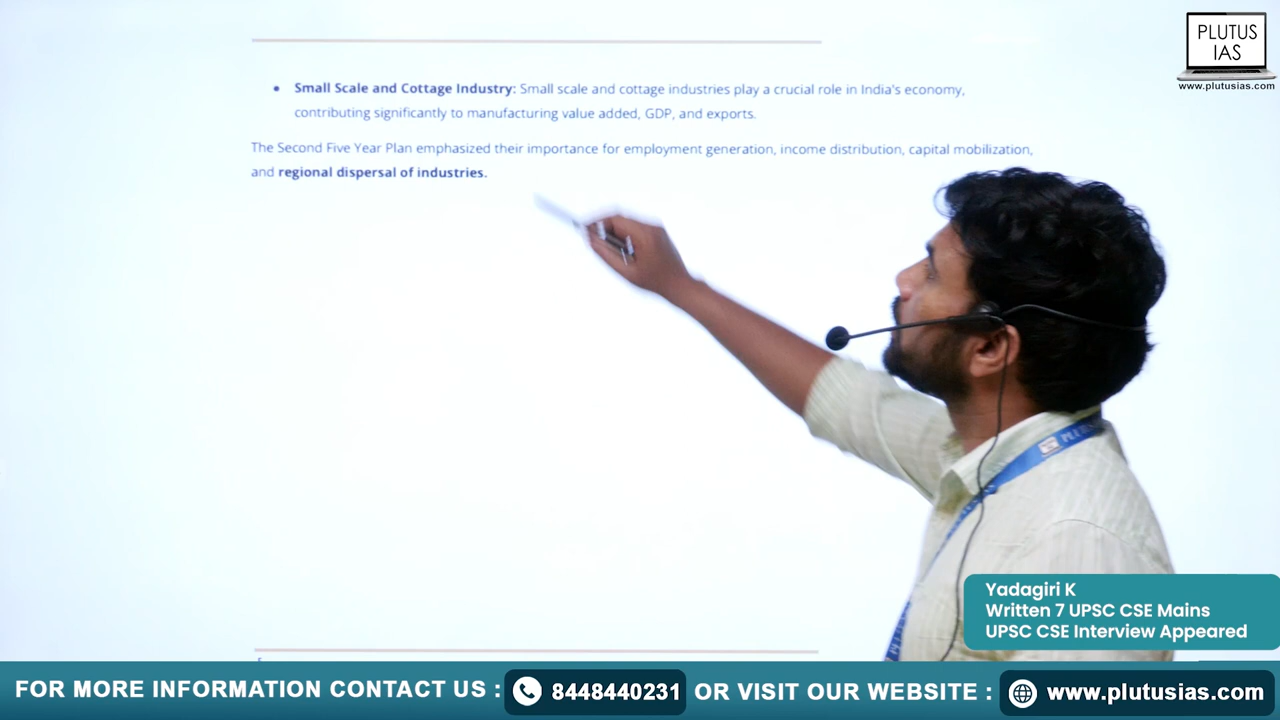 PLUTUS
IAS
www.plutusias.com
• Small Scale and Cottage Industry: Small scale and cottage industries play a crucial role in India's economy,
contributing significantly to manufacturing value added, GDP, and exports.
The Second Five Year Plan emphasized their importance for employment generation, income distribution, capital mobilization,
and regional dispersal of industries.
Yadagiri K
Written 7 UPSC CSE Mains
UPSC CSE Interview Appeared
FOR MORE INFORMATION CONTACT US : 8448440231 OR VISIT OUR WEBSITE : www.plutusias.com